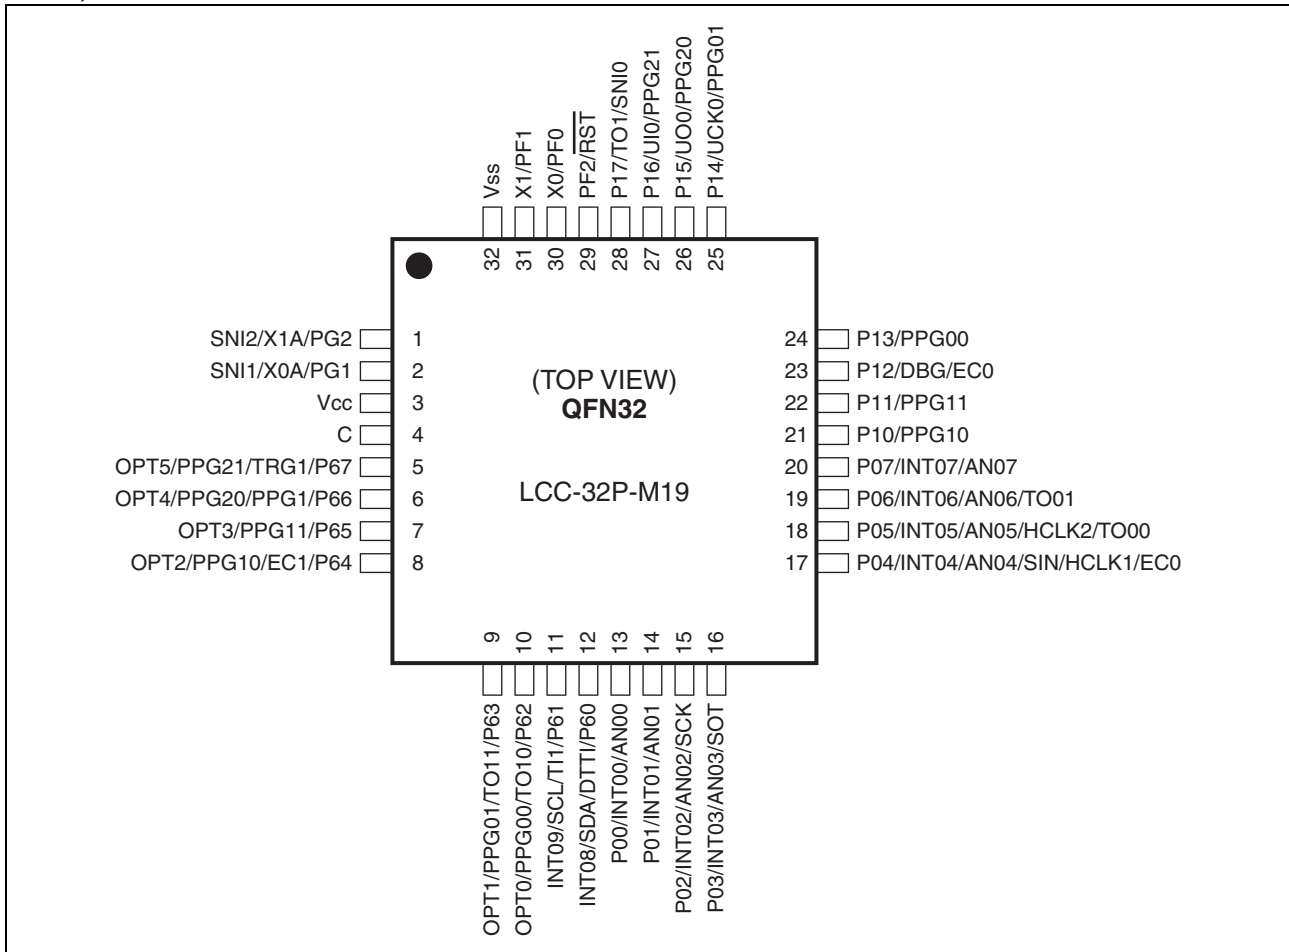 Vss
X1/PF1
X0/PF0
PF2/RST
P17/TO1/SNI0
P16/UI0/PPG21
P15/UO0/PPG20
P14/UCK0/PPG01
32
31
30
29
28
27
26
25
SNI2/X1A/PG2 1
SNI1/X0A/PG1 2
Vcc 3
C 4
OPT5/PPG21/TRG1/P67 5
OPT4/PPG20/PPG1/P66 6
OPT3/PPG11/P65 7
OPT2/PPG10/EC1/P64 8
(TOP VIEW)
QFN32
LCC-32P-M19
24 P13/PPG00
23 P12/DBG/EC0
22 P11/PPG11
21 P10/PPG10
20 P07/INT07/AN07
19 P06/INT06/AN06/TO01
18 P05/INT05/AN05/HCLK2/TO00
17 P04/INT04/AN04/SIN/HCLK1/EC0
9
10
11
12
13
14
15
16
OPT1/PPG01/TO11/P63
OPT0/PPG00/TO10/P62
INT09/SCL/TI1/P61
INT08/SDA/DTTI/P60
P00/INT00/AN00
P01/INT01/AN01
P02/INT02/AN02/SCK
P03/INT03/AN03/SOT